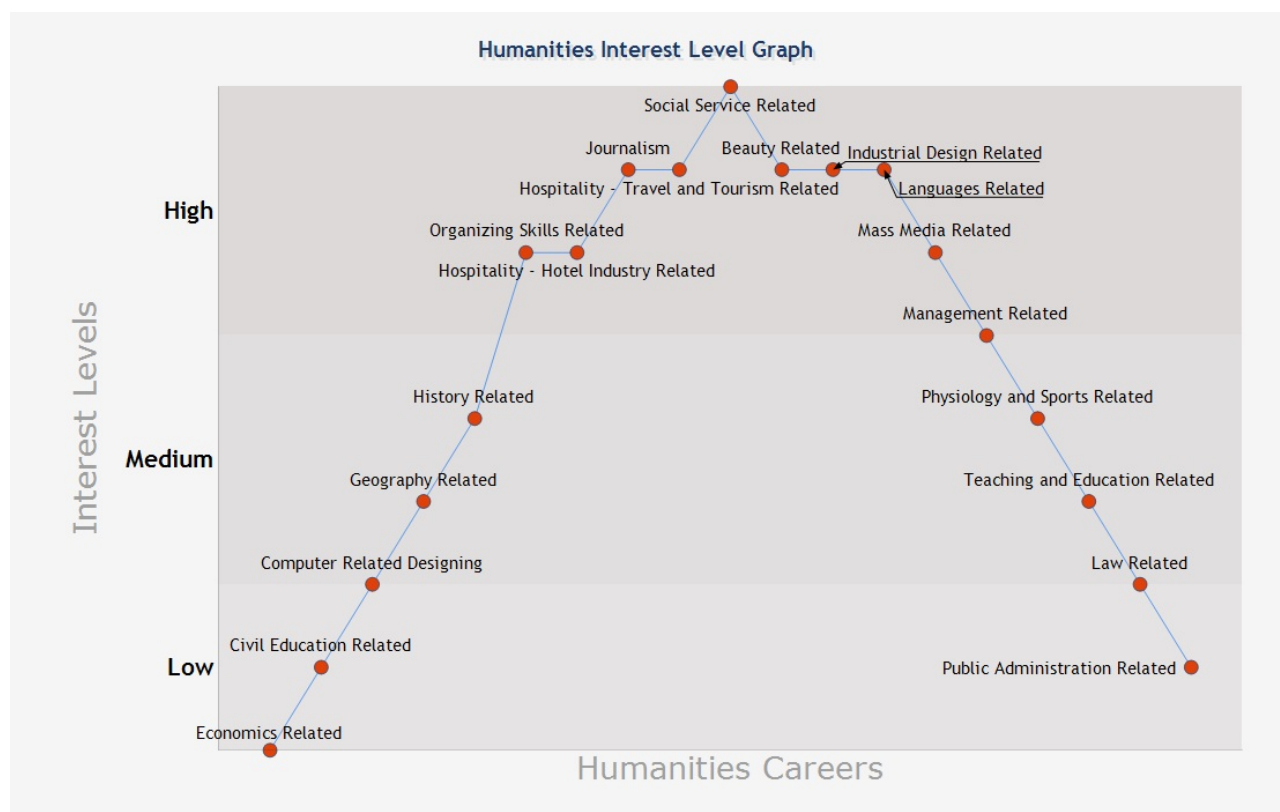 Humanities Interest Level Graph
Social Service Related
Journalism
Beauty Related
Industrial Design Related
Hospitality - Travel and Tourism Related
Languages Related
High
Organizing Skills Related
Mass Media Related
Hospitality - Hotel Industry Related
Management Related
Interest Levels
History Related
Physiology and Sports Related
Medium
Geography Related
Teaching and Education Related
Computer Related Designing
Law Related
Civil Education Related
Low
Public Administration Related
Economics Related
Humanities Careers